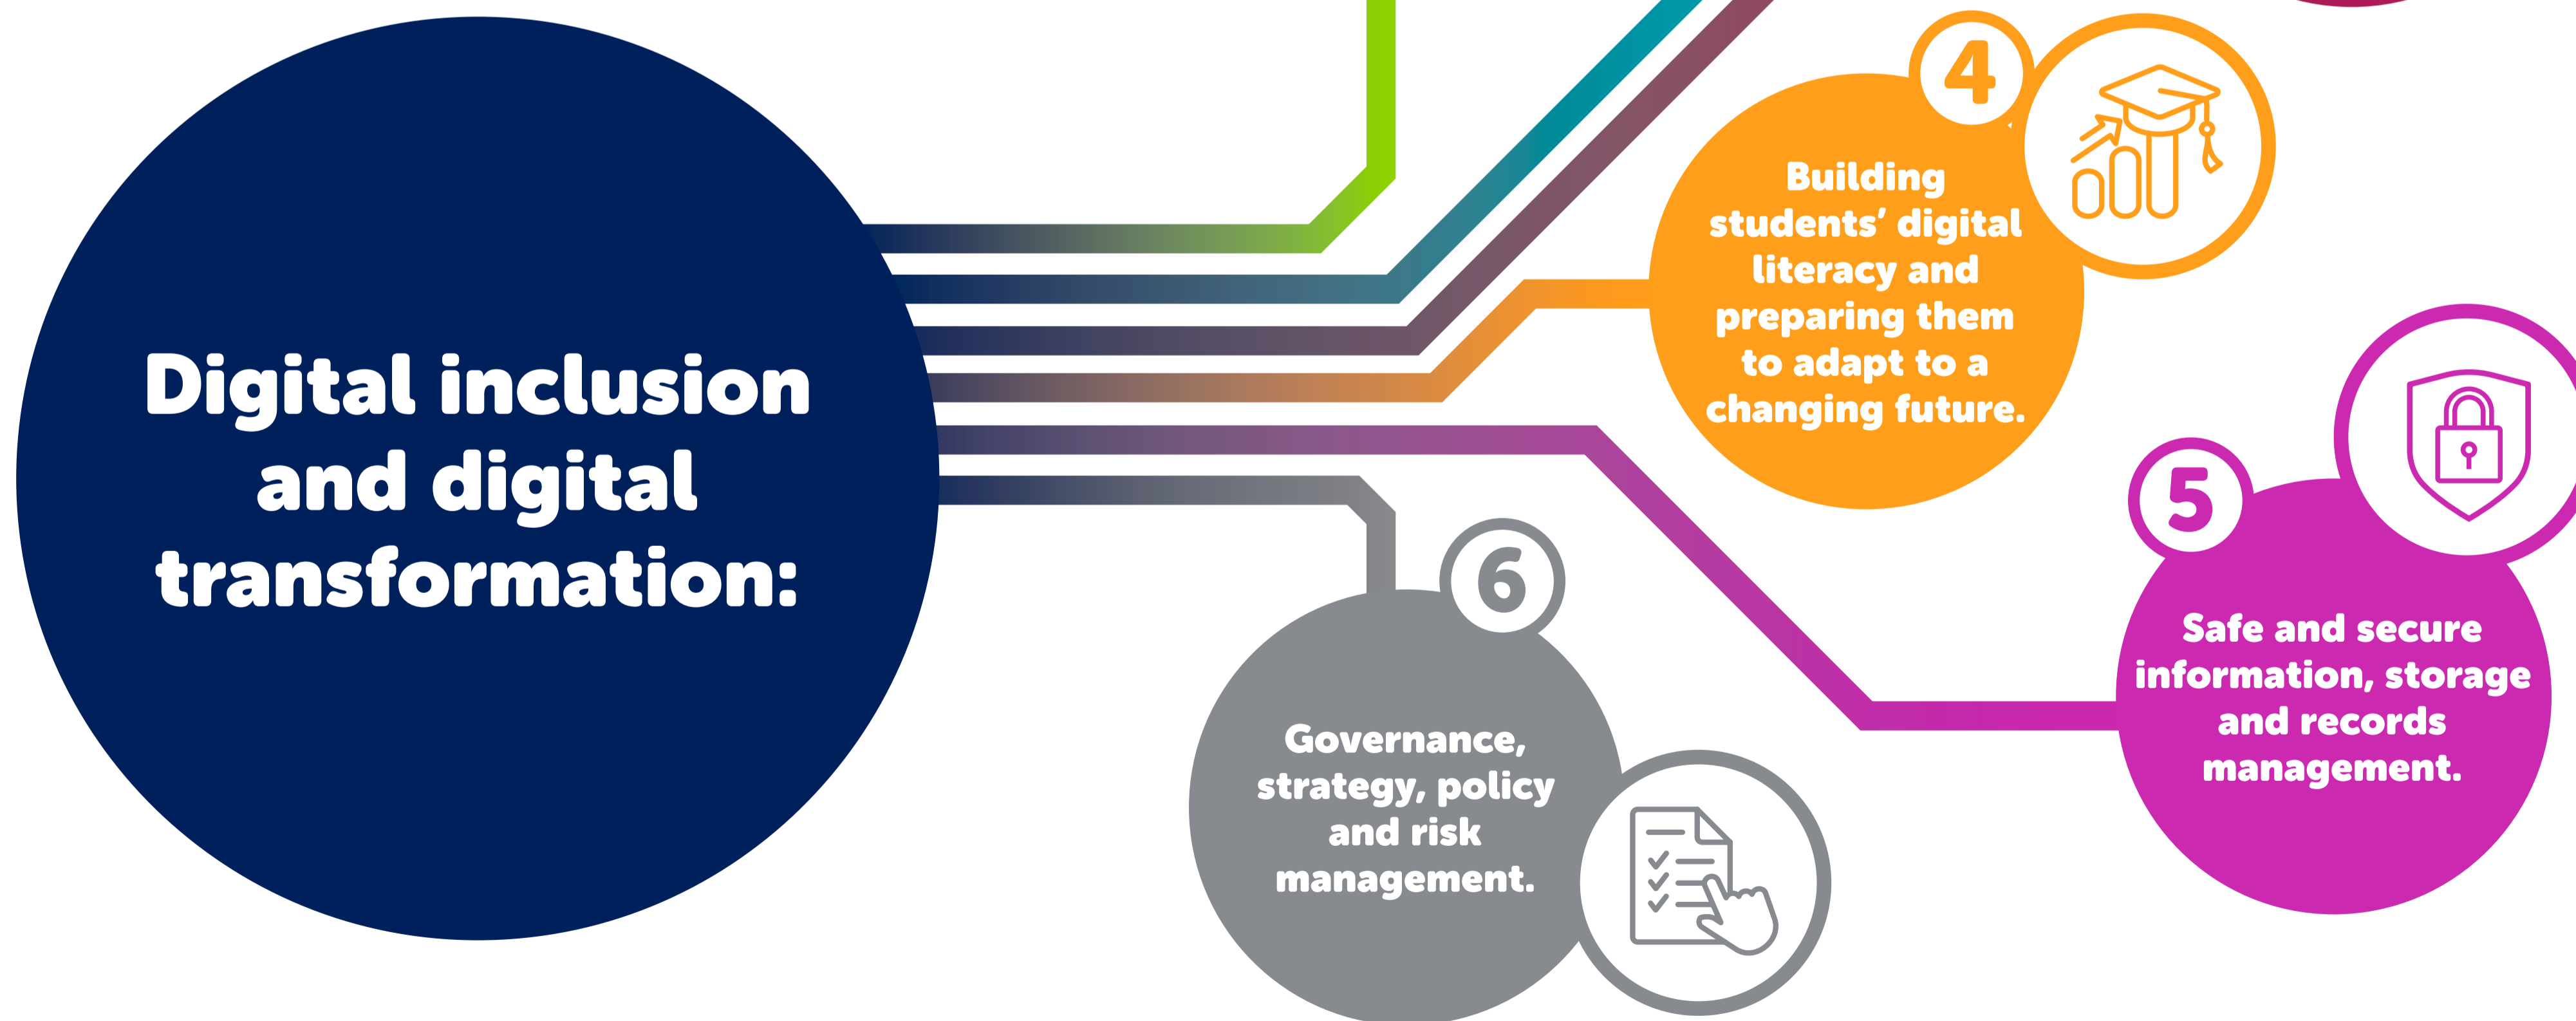 Digital inclusion
and digital
transformation:
4
Building
students’ digital
literacy and
preparing them
to adapt to a
changing future.
5
Safe and secure
information, storage
and records
management.
6
Governance,
strategy, policy
and risk
management.